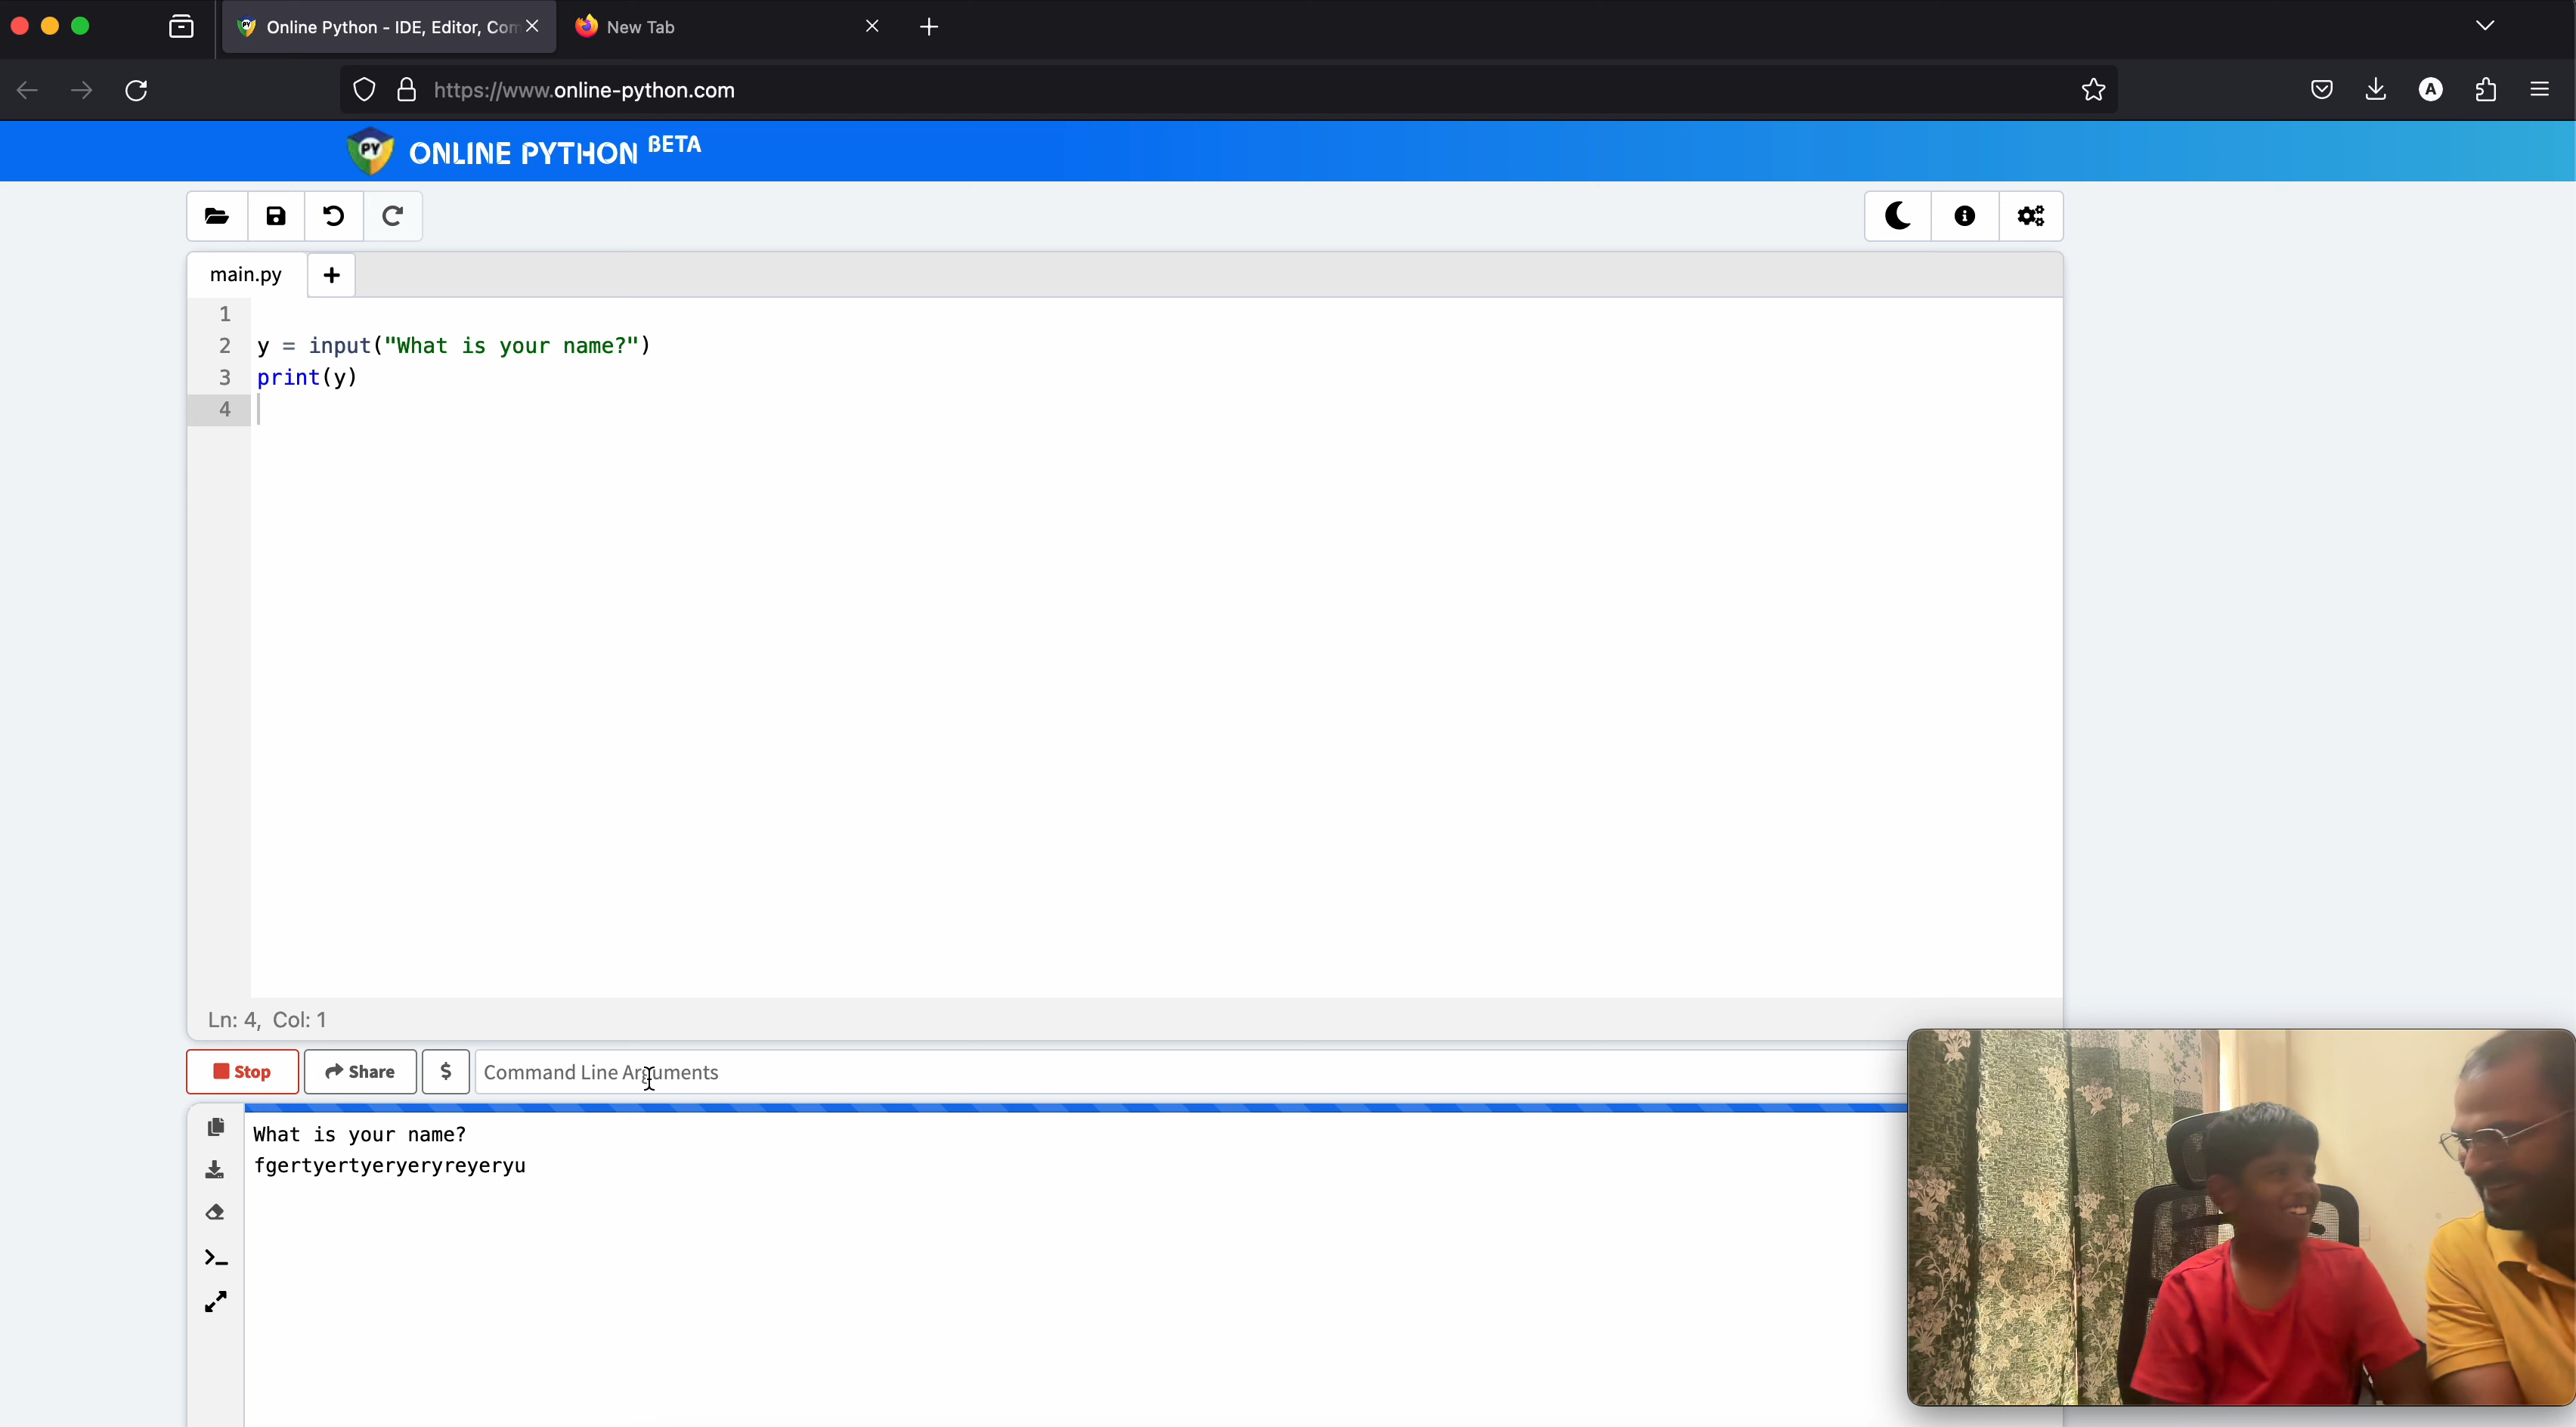 Online Python - IDE, Editor, Com
New Tab
https://www.online-python.com
PY ONLINE PYTHON BETA
main.py
1
2 y = input("What is your name?")
3 print(y)
4
Ln: 4, Col: 1
Stop Share $ Command Line Arguments
What is your name?
fgertyertyeryeryreyeryu